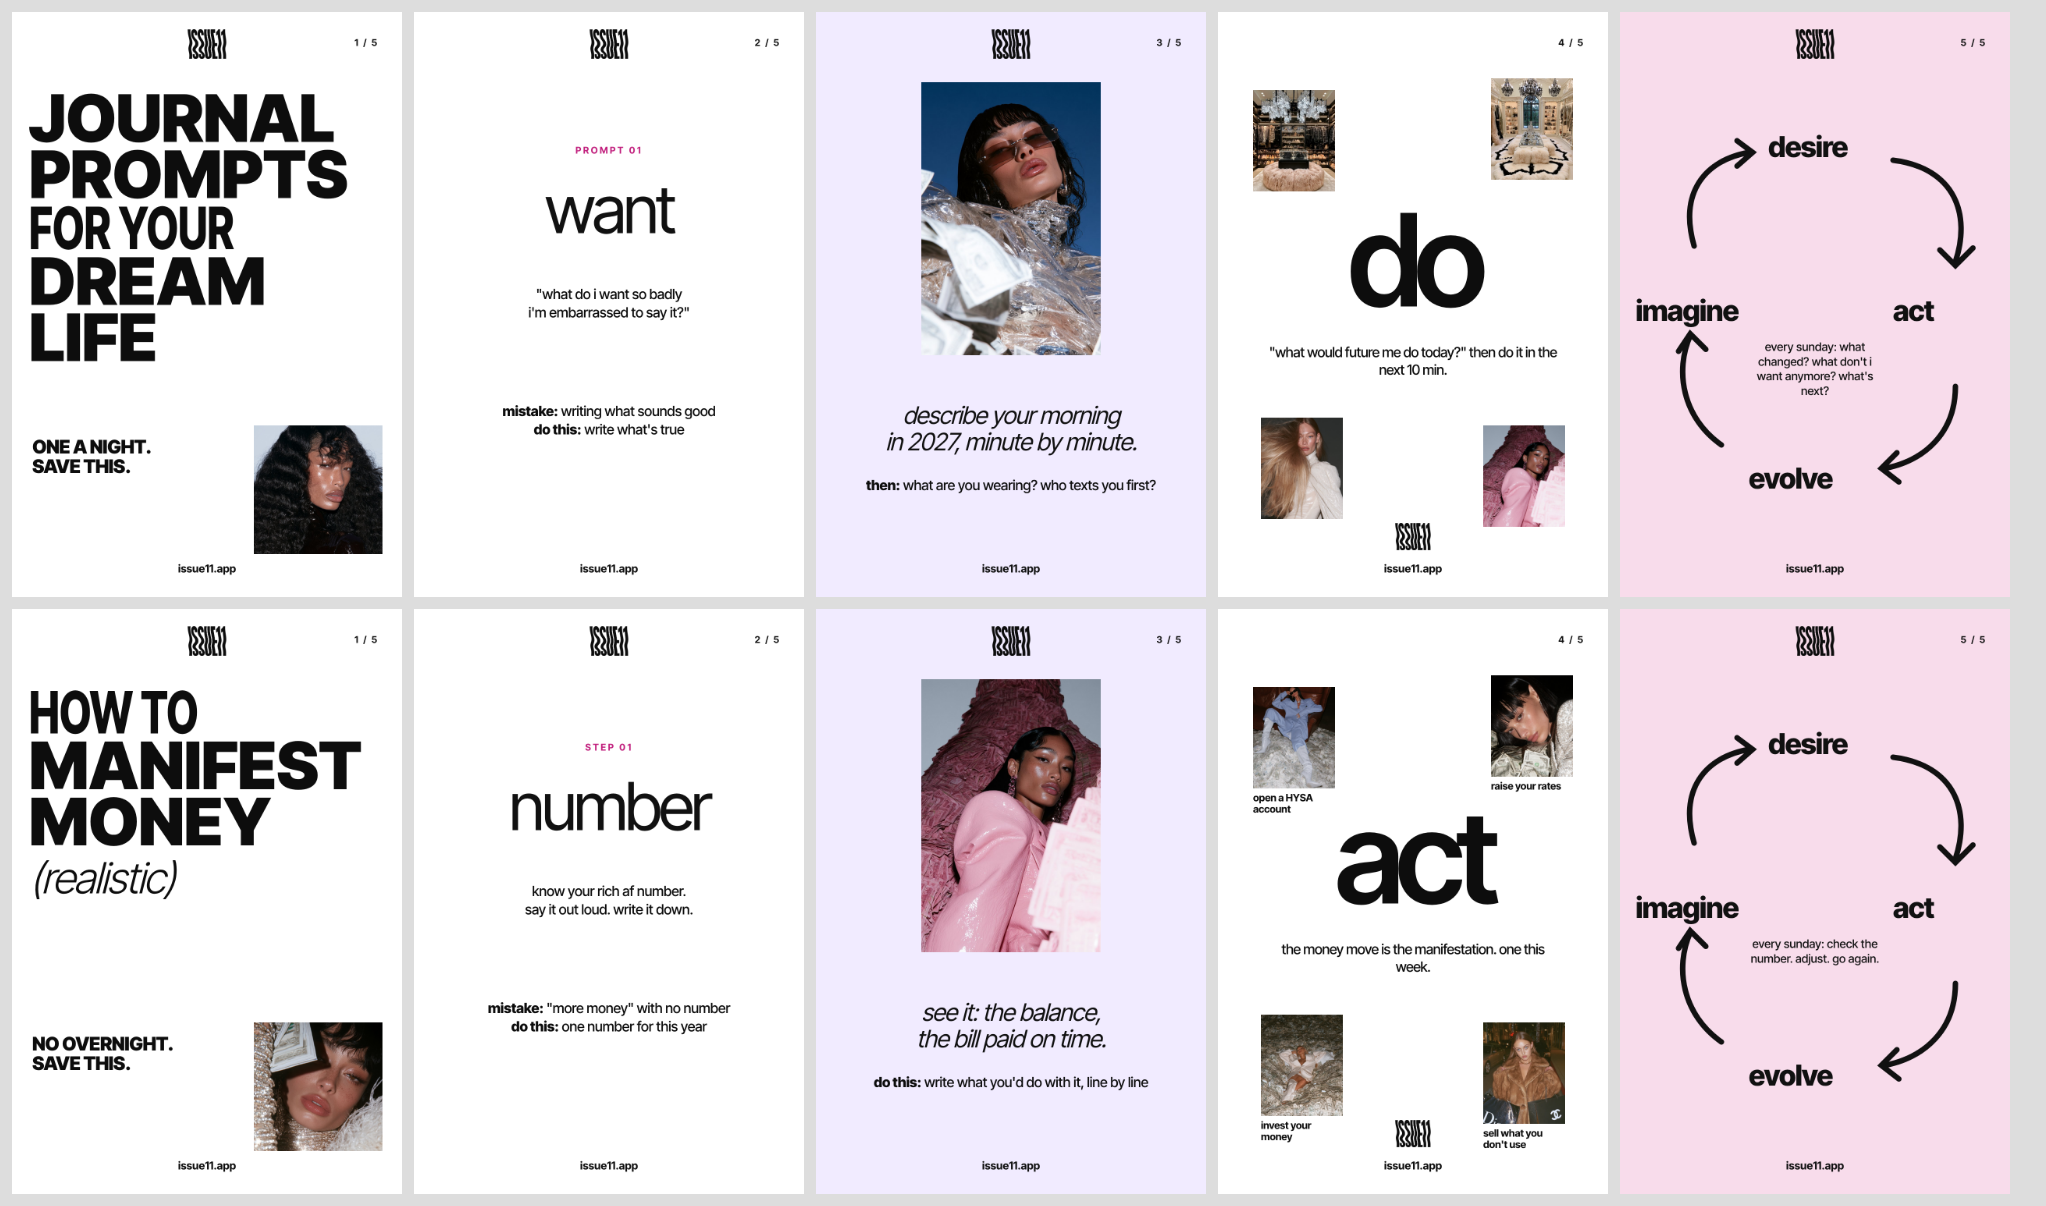 ISSUE11
1 / 5
JOURNAL
PROMPTS
FOR YOUR
DREAM
LIFE
ONE A NIGHT.
SAVE THIS.
issue11.app
ISSUE11
2 / 5
PROMPT 01
want
"what do i want so badly
i'm embarrassed to say it?"
mistake: writing what sounds good
do this: write what's true
issue11.app
ISSUE11
3 / 5
describe your morning
in 2027, minute by minute.
then: what are you wearing? who texts you first?
issue11.app
4 / 5
do
"what would future me do today?" then do it in the
next 10 min.
ISSUE11
issue11.app
ISSUE11
5 / 5
desire
imagine
act
every sunday: what
changed? what don't i
want anymore? what's
next?
evolve
issue11.app
ISSUE11
1 / 5
HOW TO
MANIFEST
MONEY
(realistic)
NO OVERNIGHT.
SAVE THIS.
issue11.app
ISSUE11
2 / 5
STEP 01
number
know your rich af number.
say it out loud. write it down.
mistake: "more money" with no number
do this: one number for this year
issue11.app
ISSUE11
3 / 5
see it: the balance,
the bill paid on time.
do this: write what you'd do with it, line by line
issue11.app
4 / 5
open a HYSA
account
raise your rates
act
the money move is the manifestation. one this
week.
invest your
money
sell what you
don't use
ISSUE11
issue11.app
ISSUE11
5 / 5
desire
imagine
act
every sunday: check the
number. adjust. go again.
evolve
issue11.app